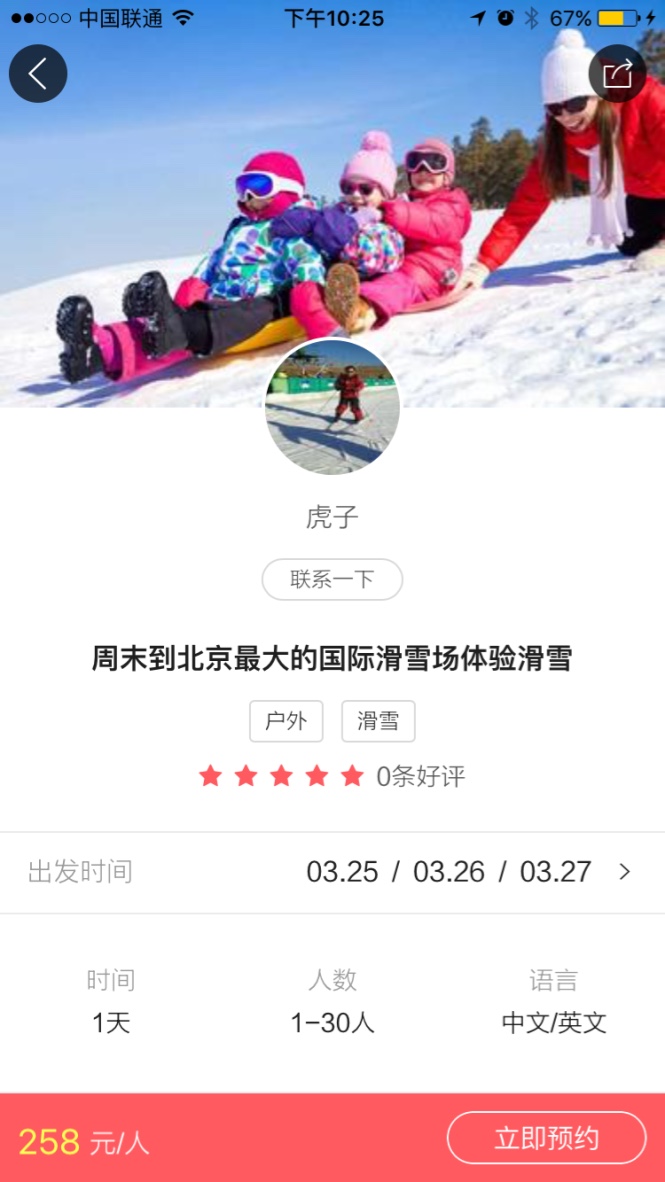 中国联通 下午10:25 67%
虎子
联系一下
周末到北京最大的国际滑雪场体验滑雪
户外 滑雪
0条好评
出发时间 03.25 / 03.26 / 03.27
时间 人数 语言
1天 1-30人 中文/英文
258 元/人 立即预约